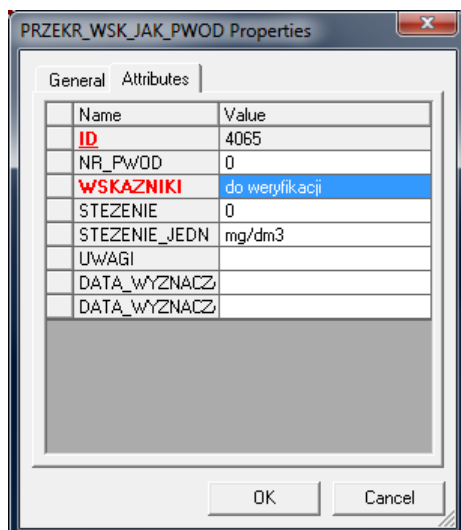 PRZEKR_WSK_JAK_PWOD Properties
General Attributes
Name Value
ID 4065
NR_PWOD 0
WSKAZNIKI do weryfikacji
STEZENIE 0
STEZENIE_JEDN mg/dm3
UWAGI
DATA_WYZNACZ
DATA_WYZNACZ
OK Cancel